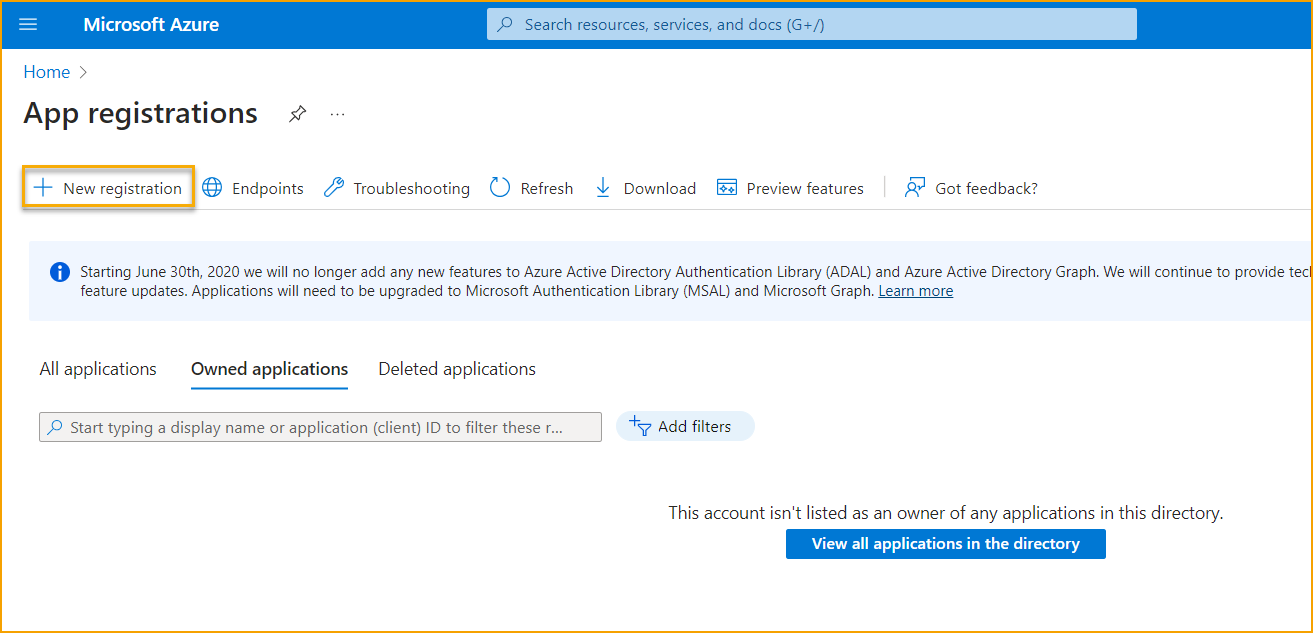 Microsoft Azure
Search resources, services, and docs (G+/)
Home
App registrations
New registration
Endpoints
Troubleshooting
Refresh
Download
Preview features
Got feedback?
Starting June 30th, 2020 we will no longer add any new features to Azure Active Directory Authentication Library (ADAL) and Azure Active Directory Graph. We will continue to provide
feature updates. Applications will need to be upgraded to Microsoft Authentication Library (MSAL) and Microsoft Graph. Learn more
All applications
Owned applications
Deleted applications
Start typing a display name or application (client) ID to filter these r...
Add filters
This account isn't listed as an owner of any applications in this directory.
View all applications in the directory